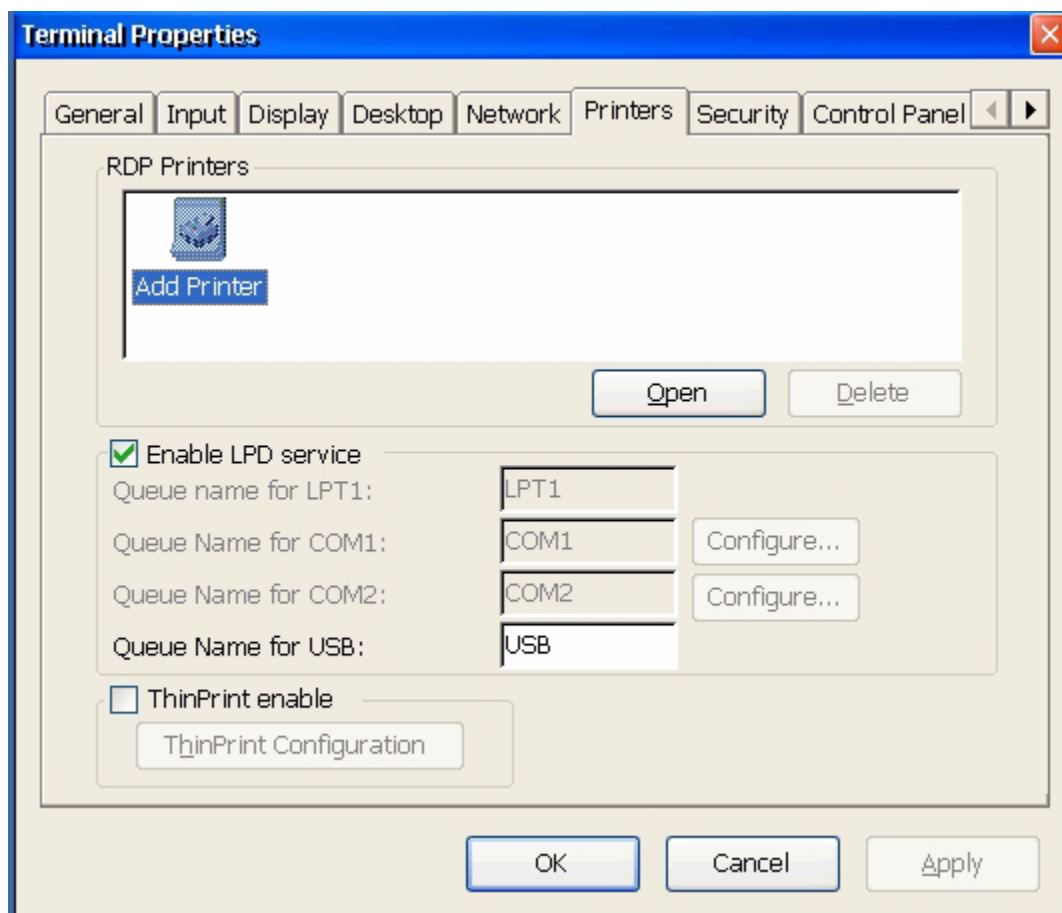 Terminal Properties
General Input Display Desktop Network Printers Security Control Panel
RDP Printers
Add Printer
Open Delete
Enable LPD service
Queue name for LPT1: LPT1
Queue Name for COM1: COM1 Configure...
Queue Name for COM2: COM2 Configure...
Queue Name for USB: USB
ThinPrint enable
ThinPrint Configuration
OK Cancel Apply